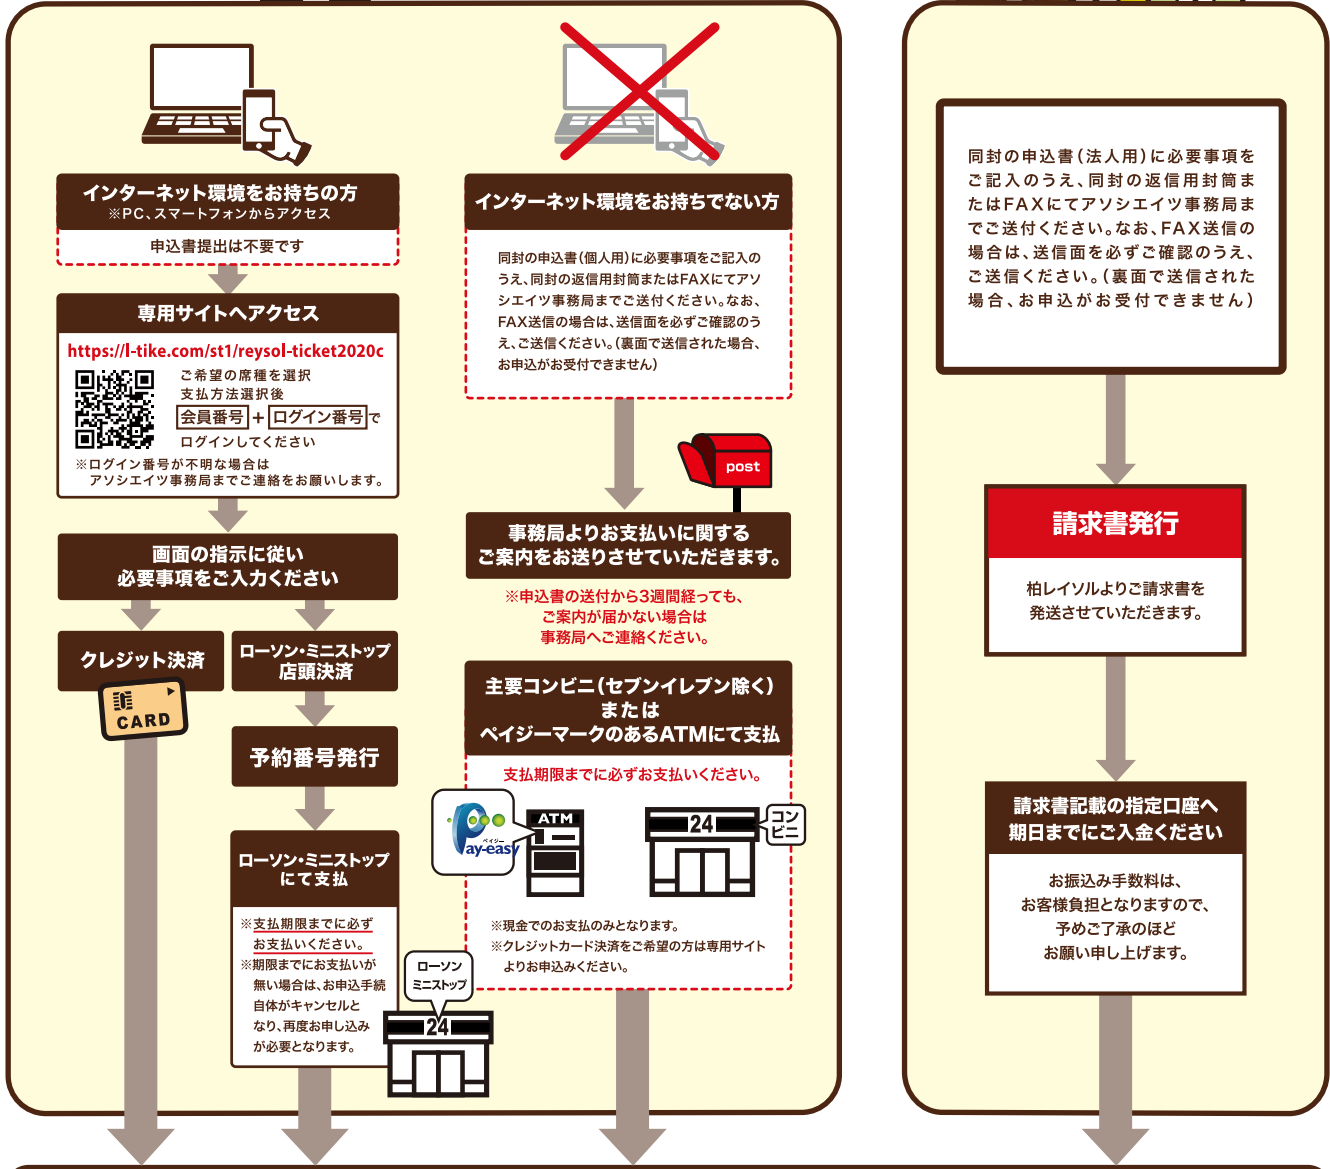 インターネット環境をお持ちの方
※PC、スマートフォンからアクセス
申込書提出は不要です
専用サイトへアクセス
https://l-tike.com/st1/reysol-ticket2020c
ご希望の席種を選択
支払方法選択後
会員番号+ログイン番号で
ログインしてください
※ログイン番号が不明な場合は
アソシエイツ事務局までご連絡をお願いします。
画面の指示に従い
必要事項をご入力ください
クレジット決済
CARD
ローソン・ミニストップ
店頭決済
予約番号発行
ローソン・ミニストップ
にて支払
※支払期限までに必ず
お支払いください。
※期限までにお支払いが
無い場合は、お申込手続
自体がキャンセルと
なり、再度お申し込み
が必要となります。
ローソン
ミニストップ
24
インターネット環境をお持ちでない方
同封の申込書(個人用)に必要事項をご記入の
うえ、同封の返信用封筒またはFAXにてアソ
シエイツ事務局までご送付ください。なお、
FAX送信の場合は、送信面を必ずご確認のう
え、ご送信ください。(裏面で送信された場合、
お申込がお受付できません)
post
事務局よりお支払いに関する
ご案内をお送りさせていただきます。
※申込書の送付から3週間経っても、
ご案内が届かない場合は
事務局へご連絡ください。
主要コンビニ(セブンイレブン除く)
または
ペイジーマークのあるATMにて支払
支払期限までに必ずお支払いください。
ペイジー
Pay-easy
ATM
24
コン
ビニ
※現金でのお支払のみとなります。
※クレジットカード決済をご希望の方は専用サイト
よりお申込みください。
同封の申込書(法人用)に必要事項を
ご記入のうえ、同封の返信用封筒ま
たはFAXにてアソシエイツ事務局ま
でご送付ください。なお、FAX送信の
場合は、送信面を必ずご確認のうえ、
ご送信ください。(裏面で送信された
場合、お申込がお受付できません)
請求書発行
柏レイソルよりご請求書を
発送させていただきます。
請求書記載の指定口座へ
期日までにご入金ください
お振込み手数料は、
お客様負担となりますので、
予めご了承のほど
お願い申し上げます。